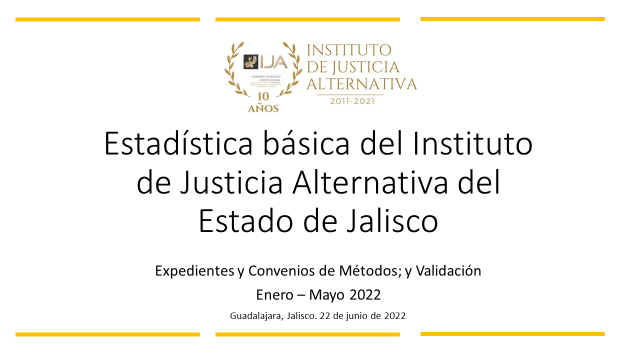 IJA
INSTITUTO
DE JUSTICIA
ALTERNATIVA
2011-2021
10
AÑOS
Estadística básica del Instituto
de Justicia Alternativa del
Estado de Jalisco
Expedientes y Convenios de Métodos; y Validación
Enero – Mayo 2022
Guadalajara, Jalisco. 22 de junio de 2022